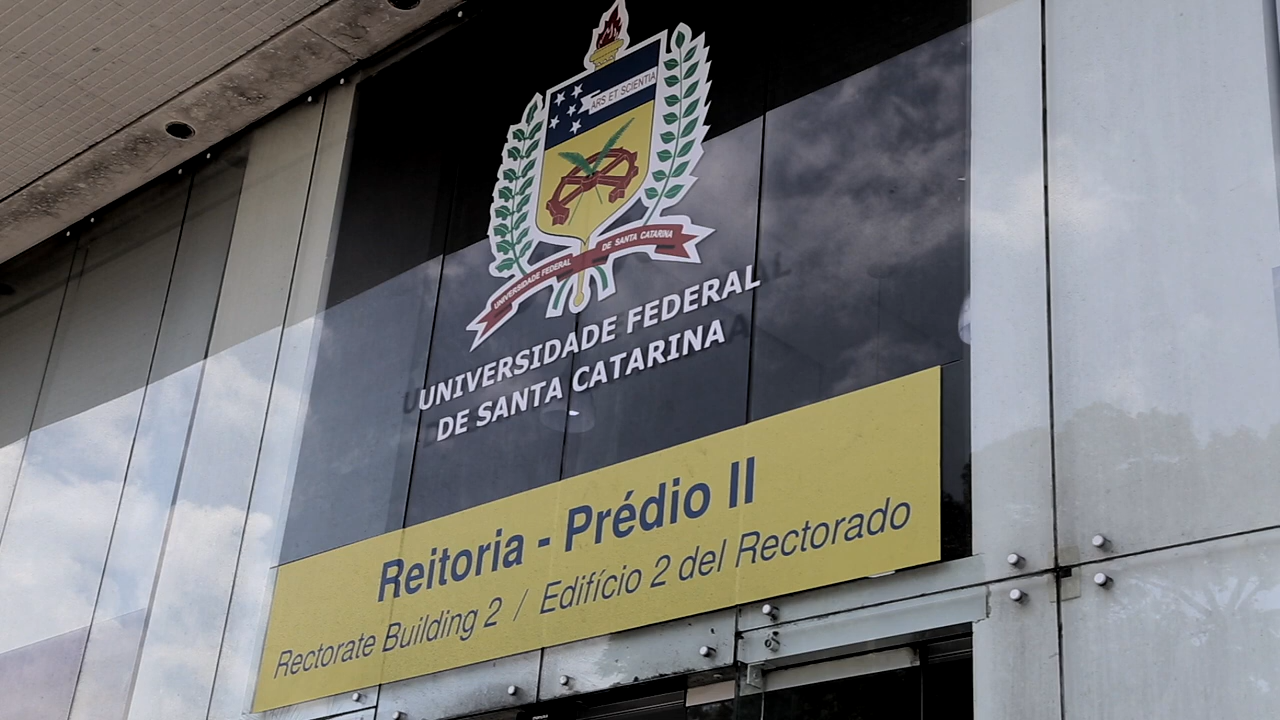 ARS ET SCIENTIA
UNIVERSIDADE FEDERAL DE SANTA CATARINA
UNIVERSIDADE FEDERAL
DE SANTA CATARINA
Reitoria - Prédio II
Rectorate Building 2 / Edifício 2 del Rectorado